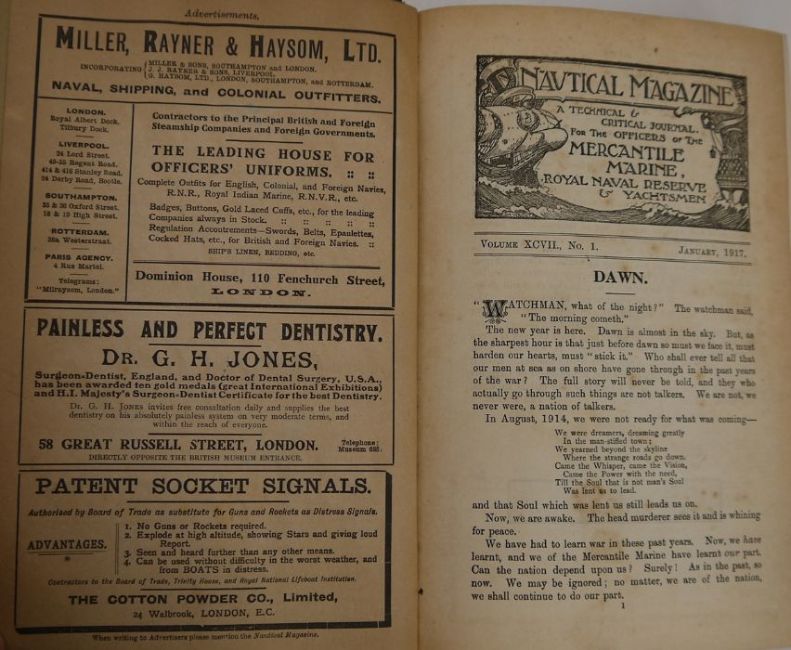 Advertisements.
MILLER, RAYNER & HAYSOM, LTD.
INCORPORATING
MILLER & SONS, SOUTHAMPTON and LONDON.
J. J. RAYNER & SONS, LIVERPOOL.
G. HAYSOM, LTD., LONDON, SOUTHAMPTON, and ROTTERDAM.
NAVAL, SHIPPING, and COLONIAL OUTFITTERS.
LONDON.
Royal Albert Dock.
Tilbury Dock.
LIVERPOOL.
24 Lord Street.
Regent Road.
414 & 416 Stanley Road.
24 Derby Road, Bootle.
SOUTHAMPTON.
35 & 36 Oxford Street.
18 & 19 High Street.
ROTTERDAM.
Westerstraat.
PARIS AGENCY.
4 Rue Martel.
Telegrams:
"Milraysom, London."
Contractors to the Principal British and Foreign
Steamship Companies and Foreign Governments.
THE LEADING HOUSE FOR
OFFICERS' UNIFORMS. :: ::
Complete Outfits for English, Colonial, and Foreign Navies,
R.N.R., Royal Indian Marine, R.N.V.R., etc.
Badges, Buttons, Gold Laced Cuffs, etc., for the leading
Companies always in Stock. :: :: :: :: ::
Regulation Accoutrements—Swords, Belts, Epaulettes,
Cocked Hats, etc., for British and Foreign Navies. ::
SHIP'S LINEN, BEDDING, etc.
Dominion House, 110 Fenchurch Street,
LONDON.
PAINLESS AND PERFECT DENTISTRY.
DR. G. H. JONES,
Surgeon-Dentist, England, and Doctor of Dental Surgery, U.S.A.,
has been awarded ten gold medals (great International Exhibitions)
and H.I. Majesty's Surgeon-Dentist Certificate for the best Dentistry.
Dr. G. H. JONES invites free consultation daily and supplies the best
dentistry on his absolutely painless system on very moderate terms, and
within the reach of everyone.
58 GREAT RUSSELL STREET, LONDON.
Telephone:
Museum
DIRECTLY OPPOSITE THE BRITISH MUSEUM ENTRANCE.
PATENT SOCKET SIGNALS.
Authorised by Board of Trade as substitute for Guns and Rockets as Distress Signals.
ADVANTAGES.
1. No Guns or Rockets required.
2. Explode at high altitude, showing Stars and giving loud
Report.
3. Seen and heard further than any other means.
4. Can be used without difficulty in the worst weather, and
from BOATS in distress.
Contractors to the Board of Trade, Trinity House, and Royal National Lifeboat Institution.
THE COTTON POWDER CO., Limited,
24 Walbrook, LONDON, E.C.
When writing to Advertisers please mention the Nautical Magazine.
NAUTICAL MAGAZINE
A TECHNICAL &
CRITICAL JOURNAL.
FOR THE OFFICERS OF THE
MERCANTILE
MARINE,
ROYAL NAVAL RESERVE
& YACHTSMEN
VOLUME XCVII., No. 1.
JANUARY, 1917.
DAWN.
"WATCHMAN, what of the night?" The watchman said,
"The morning cometh."
The new year is here. Dawn is almost in the sky. But, as
the sharpest hour is that just before dawn so must we face it, must
harden our hearts, must "stick it." Who shall ever tell all that
our men at sea as on shore have gone through in the past years
of the war? The full story will never be told, and they who
actually go through such things are not talkers. We are not, we
never were, a nation of talkers.
In August, 1914, we were not ready for what was coming—
We were dreamers, dreaming greatly
In the man-stifled town;
We yearned beyond the skyline
Where the strange roads go down.
Came the Whisper, came the Vision,
Came the Power with the need,
Till the Soul that is not man's Soul
Was lent us to lead.
and that Soul which was lent us still leads us on.
Now, we are awake. The head murderer sees it and is whining
for peace.
We have had to learn war in these past years. Now, we have
learnt, and we of the Mercantile Marine have learnt our part.
Can the nation depend upon us? Surely! As in the past, so
now. We may be ignored; no matter, we are of the nation,
we shall continue to do our part.
1